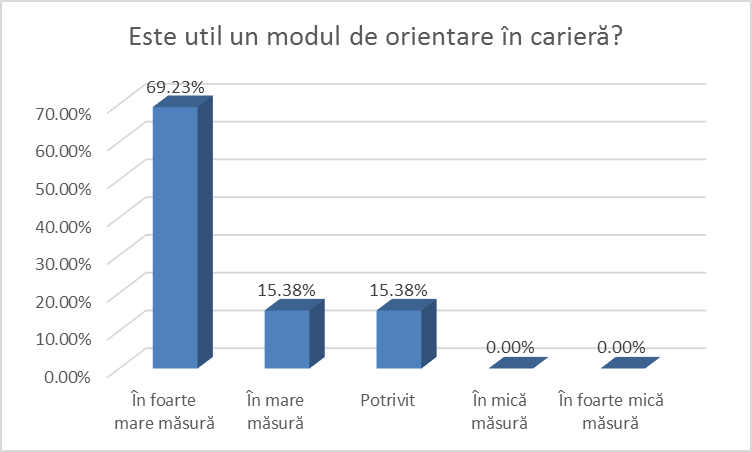 Este util un modul de orientare în carieră?
69.23%
70.00%
60.00%
50.00%
40.00%
30.00%
20.00%
10.00%
0.00%
15.38%
15.38%
0.00%
0.00%
În foarte
mare măsură
În mare
măsură
Potrivit
În mică
măsură
În foarte mică
măsură